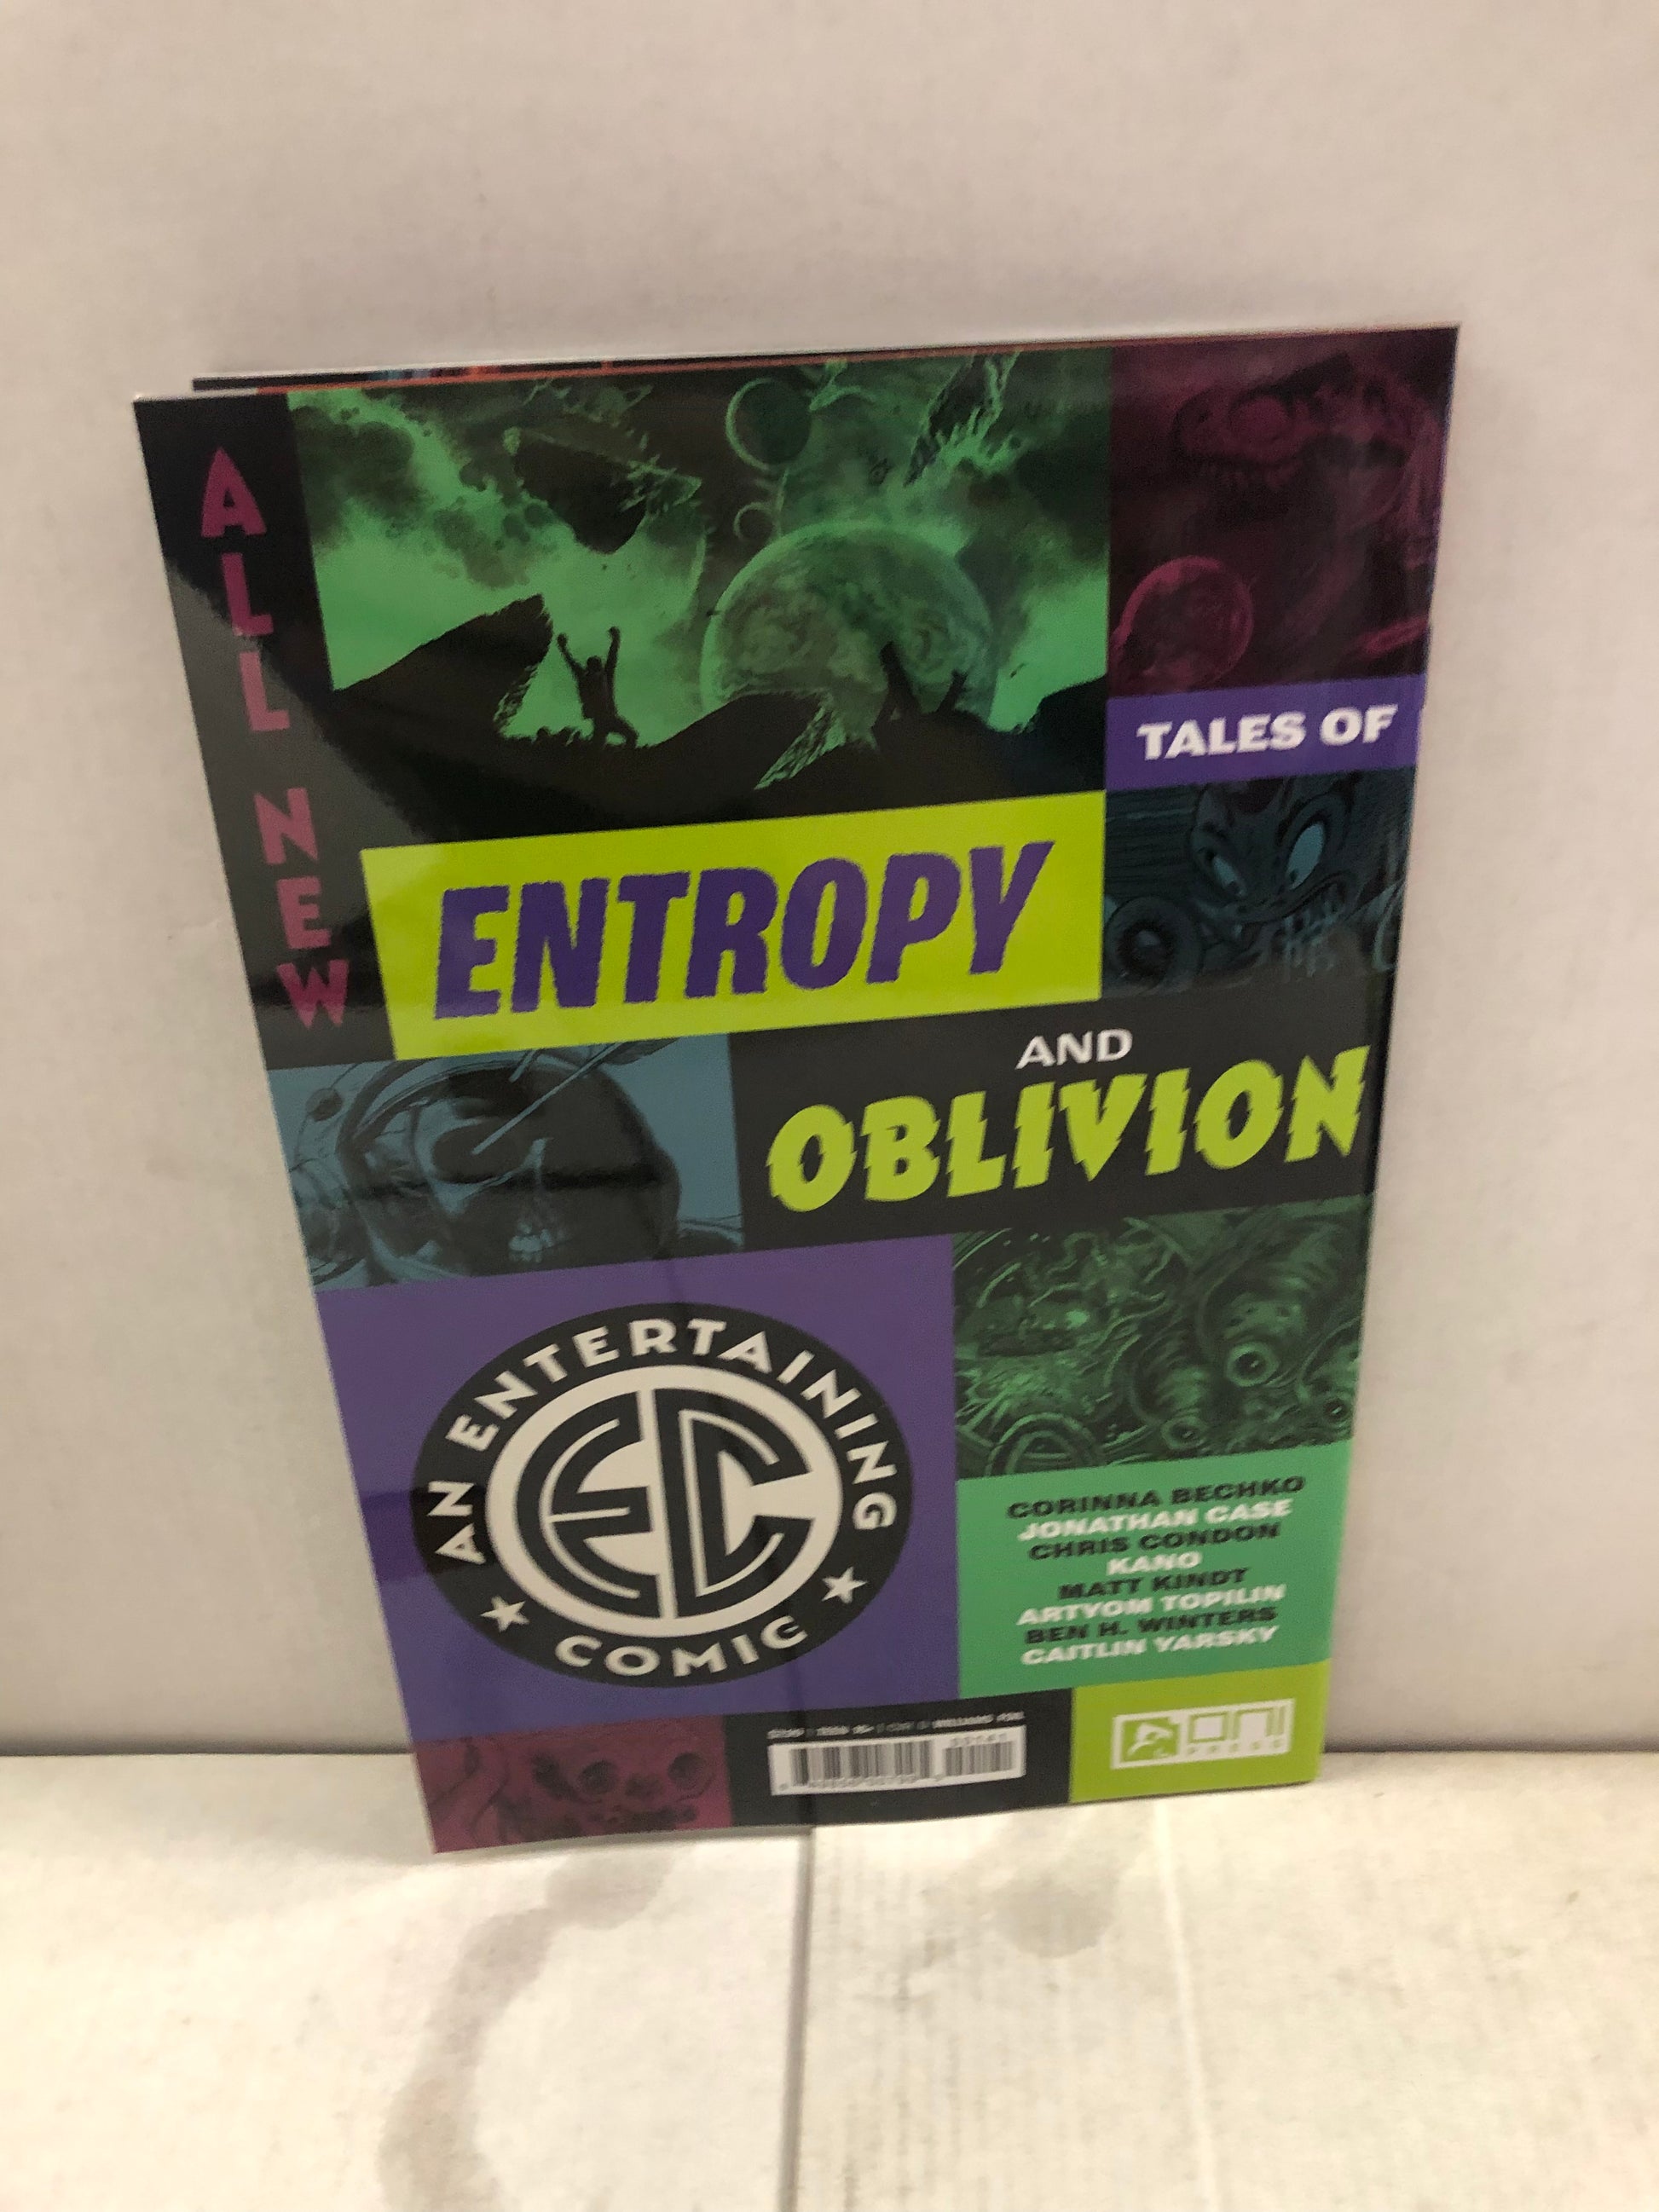 ALL NEW
TALES OF
ENTROPY
AND
OBLIVION
AN ENTERTAINING
EC
COMIC
CORINNA BECHKO
JONATHAN CASE
CHRIS CONDON
KANO
MATT KINDT
ARTYOM TOPILIN
BEN H. WINTERS
CAITLIN YARSKY
ONI
PRESS